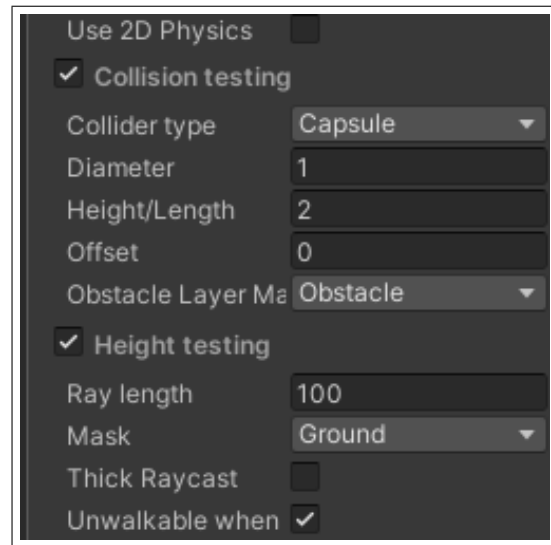 Use 2D Physics
Collision testing
Collider type Capsule
Diameter 1
Height/Length 2
Offset 0
Obstacle Layer Ma Obstacle
Height testing
Ray length 100
Mask Ground
Thick Raycast
Unwalkable when